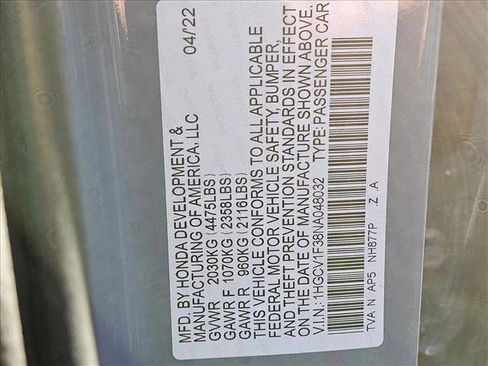 MFD. BY HONDA DEVELOPMENT & 04/22
MANUFACTURING OF AMERICA, LLC
GVWR 2030KG (4475LBS)
GAWR F 1070KG (2358LBS)
GAWR R 960KG (2116LBS)
THIS VEHICLE CONFORMS TO ALL APPLICABLE
FEDERAL MOTOR VEHICLE SAFETY, BUMPER,
AND THEFT PREVENTION STANDARDS IN EFFECT
ON THE DATE OF MANUFACTURE SHOWN ABOVE.
V.I.N.: 1HGCV1F38NA048032 TYPE: PASSENGER CAR
TVA N AP5 NH877P Z A